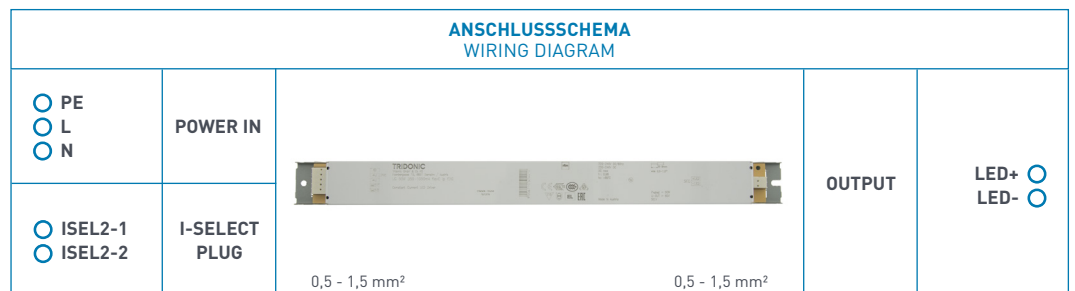 ANSCHLUSSSCHEMA
WIRING DIAGRAM
PE
L
N
POWER IN
ISEL2-1
ISEL2-2
I-SELECT
PLUG
TRIDONIC
0,5 - 1,5 mm²
0,5 - 1,5 mm²
OUTPUT
LED+
LED-